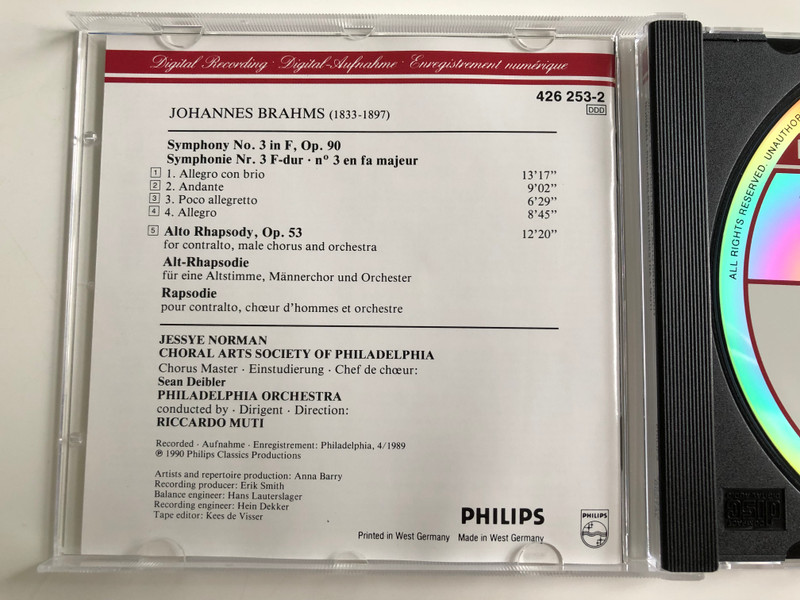 Digital Recording · Digital-Aufnahme · Enregistrement numérique
426 253-2
DDD
JOHANNES BRAHMS (1833-1897)
Symphony No. 3 in F, Op. 90
Symphonie Nr. 3 F-dur · nº 3 en fa majeur
1 1. Allegro con brio 13'17"
2 2. Andante 9'02"
3 3. Poco allegretto 6'29"
4 4. Allegro 8'45"
5 Alto Rhapsody, Op. 53 12'20"
for contralto, male chorus and orchestra
Alt-Rhapsodie
für eine Altstimme, Männerchor und Orchester
Rapsodie
pour contralto, chœur d'hommes et orchestre
JESSYE NORMAN
CHORAL ARTS SOCIETY OF PHILADELPHIA
Chorus Master · Einstudierung · Chef de chœur:
Sean Deibler
PHILADELPHIA ORCHESTRA
conducted by · Dirigent · Direction:
RICCARDO MUTI
Recorded · Aufnahme · Enregistrement: Philadelphia, 4/1989
℗ 1990 Philips Classics Productions
Artists and repertoire production: Anna Barry
Recording producer: Erik Smith
Balance engineer: Hans Lauterslager
Recording engineer: Hein Dekker
Tape editor: Kees de Visser
PHILIPS
PHILIPS
Printed in West Germany Made in West Germany
ALL RIGHTS RESERVED. UNAUTHOR